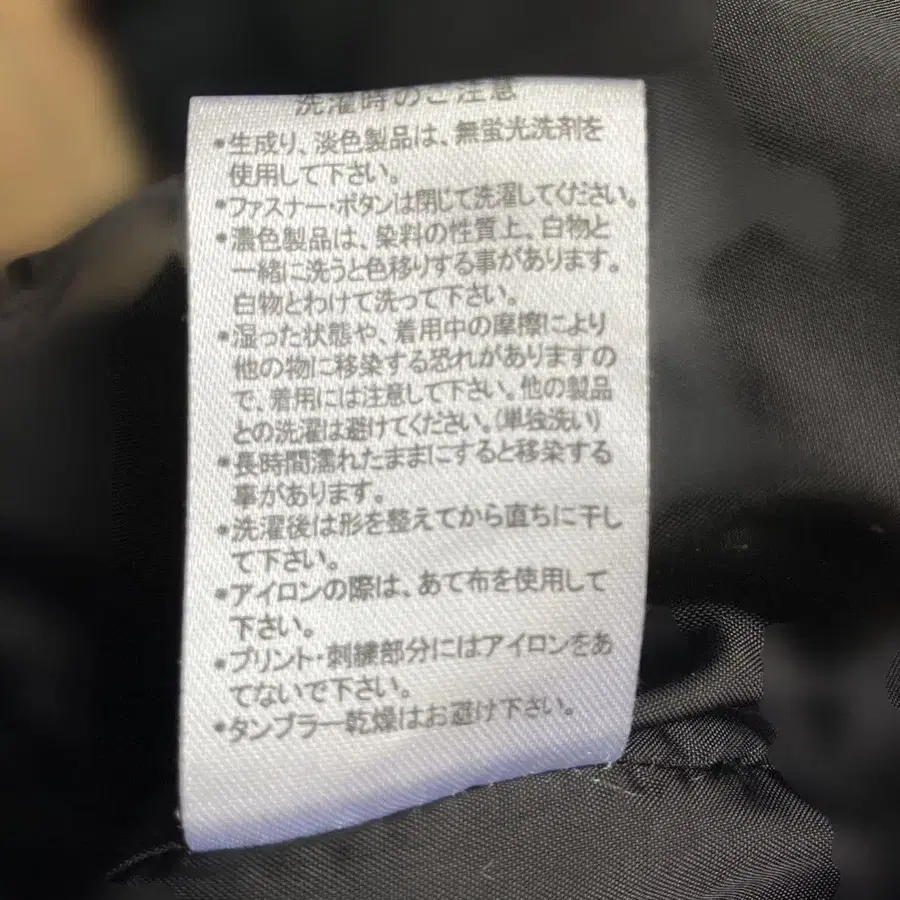 洗濯時のご注意
•生成り、淡色製品は、無蛍光洗剤を
使用して下さい。
•ファスナー・ボタンは閉じて洗濯してください。
•濃色製品は、染料の性質上、白物と
一緒に洗うと色移りする事があります。
白物とわけて洗って下さい。
•湿った状態や、着用中の摩擦により
他の物に移染する恐れがありますの
で、着用には注意して下さい。他の製品
との洗濯は避けてください。(単独洗い)
•長時間濡れたままにすると移染する
事があります。
•洗濯後は形を整えてから直ちに干し
て下さい。
•アイロンの際は、あて布を使用して
下さい。
•プリント・刺繍部分にはアイロンをあ
てないで下さい。
•タンブラー乾燥はお避け下さい。